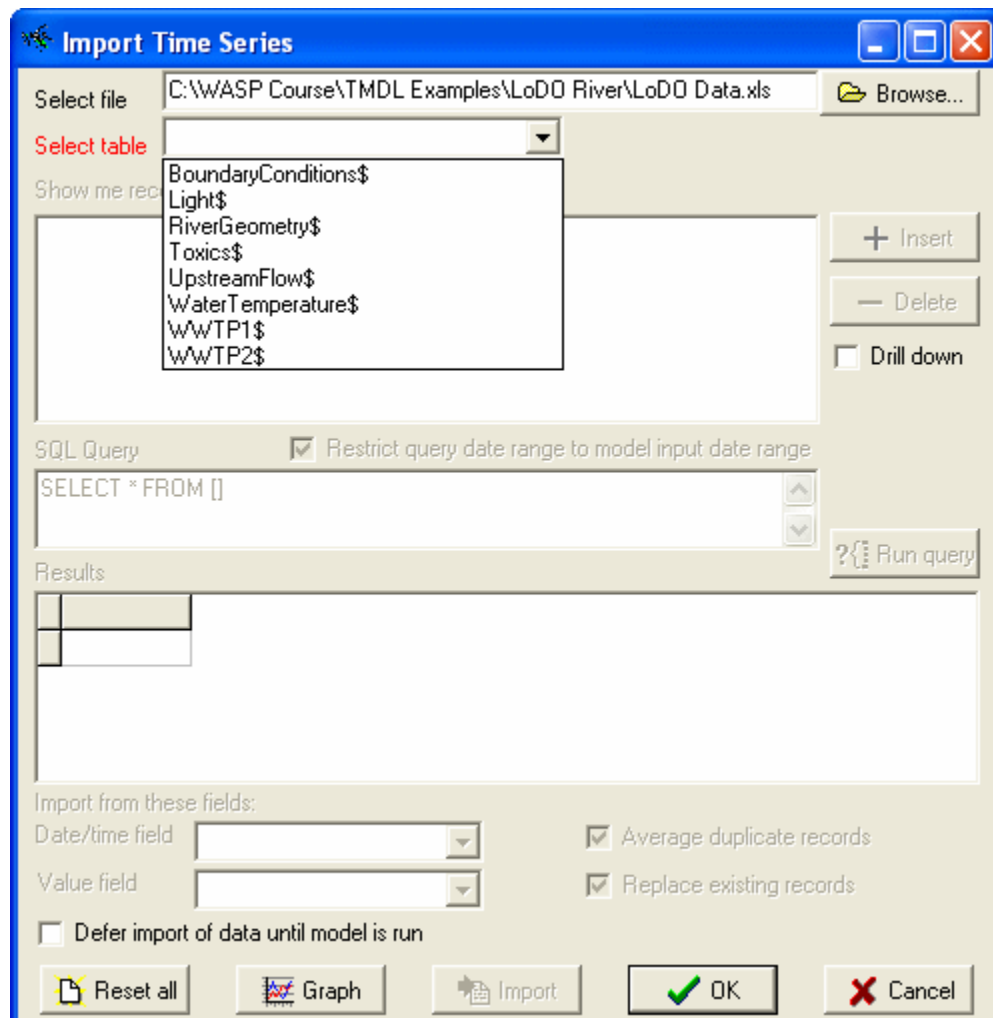 Import Time Series
Select file C:\WASP Course\TMDL Examples\LoDO River\LoDO Data.xls Browse...
Select table
BoundaryConditions$
Show me rec
Light$
RiverGeometry$
Insert
Toxics$
UpstreamFlow$
WaterTemperature$
Delete
WWTP1$
WWTP2$
Drill down
SQL Query Restrict query date range to model input date range
SELECT * FROM []
Run query
Results
Import from these fields:
Date/time field Average duplicate records
Value field Replace existing records
Defer import of data until model is run
Reset all Graph Import OK Cancel